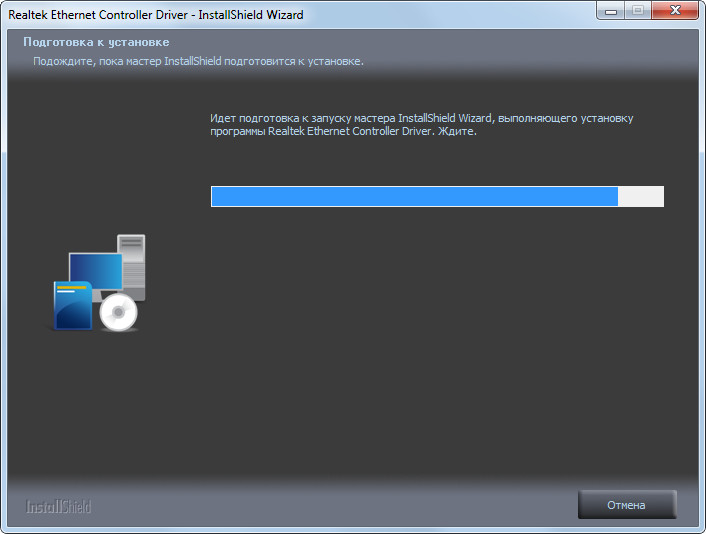 Realtek Ethernet Controller Driver - InstallShield Wizard
Подготовка к установке
Подождите, пока мастер InstallShield подготовится к установке.
Идет подготовка к запуску мастера InstallShield Wizard, выполняющего установку
программы Realtek Ethernet Controller Driver. Ждите.
InstallShield
Отмена